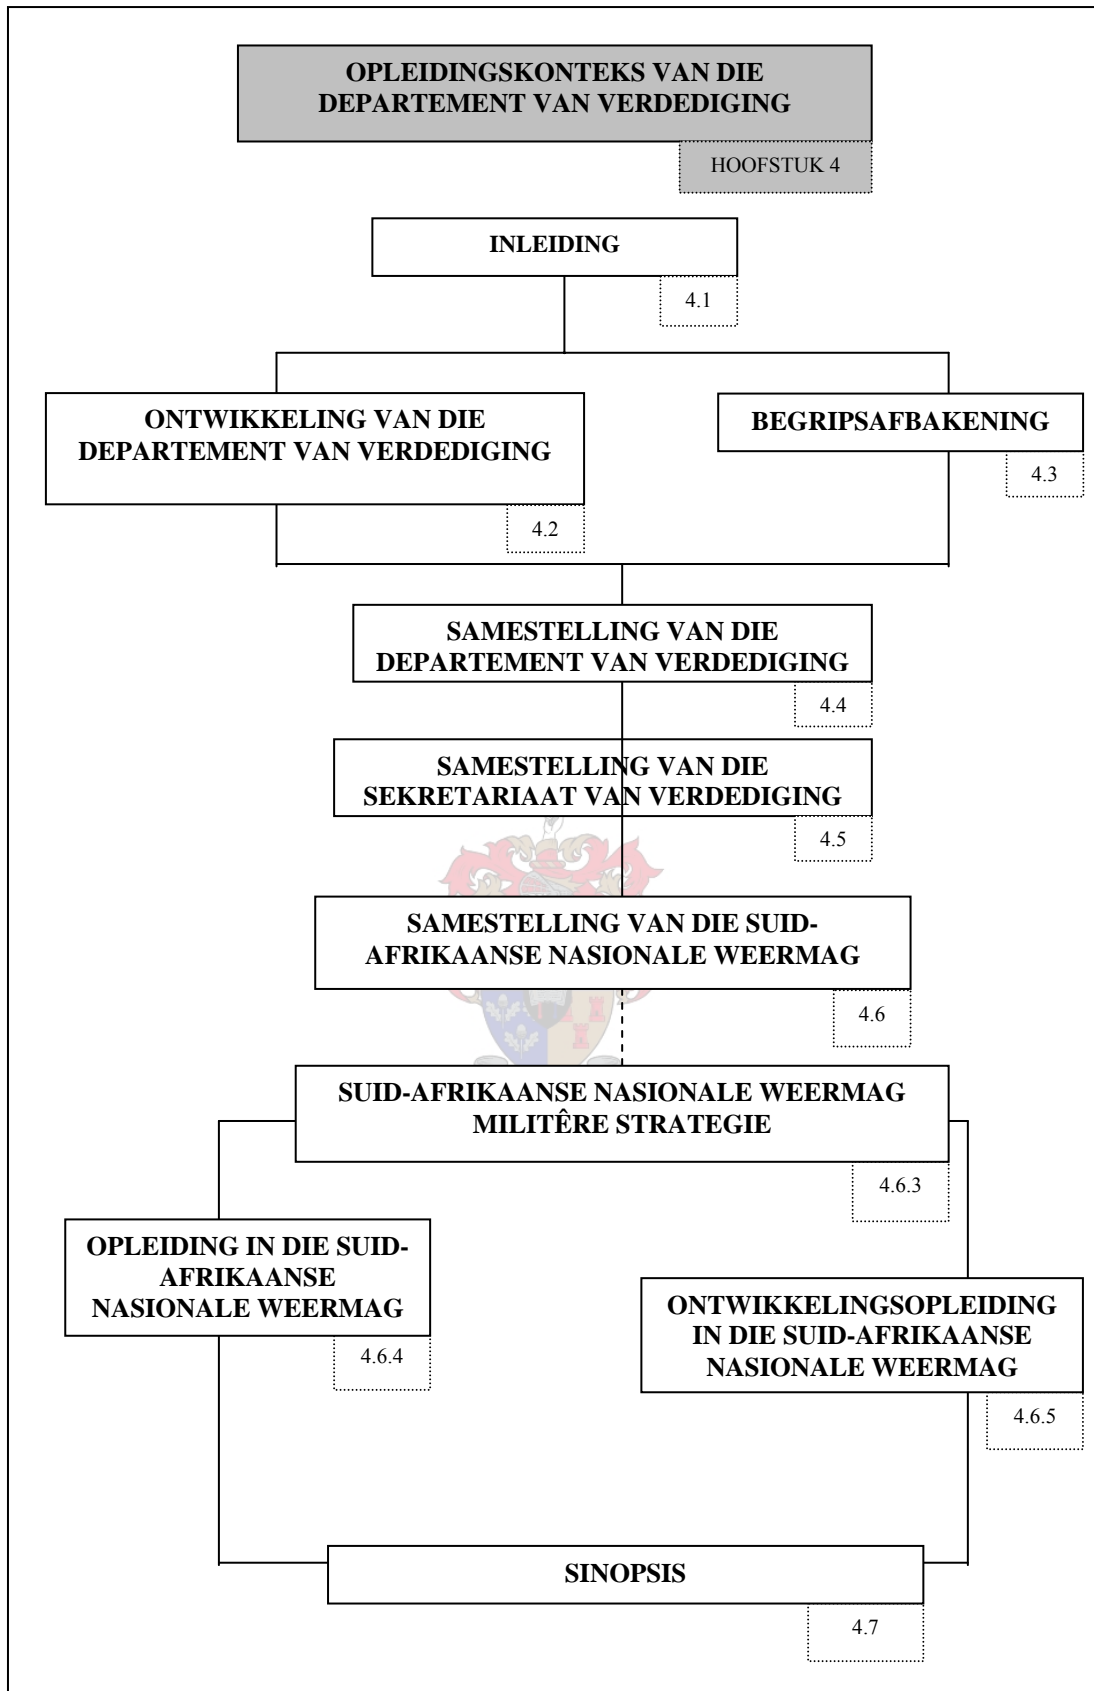 OPLEIDINGSKONTEKS VAN DIE
DEPARTEMENT VAN VERDEDIGING
HOOFSTUK 4
INLEIDING
4.1
ONTWIKKELING VAN DIE
DEPARTEMENT VAN VERDEDIGING
4.2
BEGRIPSAFBAKENING
4.3
SAMESTELLING VAN DIE
DEPARTEMENT VAN VERDEDIGING
4.4
SAMESTELLING VAN DIE
SEKRETARIAAT VAN VERDEDIGING
4.5
SAMESTELLING VAN DIE SUID-
AFRIKAANSE NASIONALE WEERMAG
4.6
SUID-AFRIKAANSE NASIONALE WEERMAG
MILITÊRE STRATEGIE
4.6.3
OPLEIDING IN DIE SUID-
AFRIKAANSE
NASIONALE WEERMAG
4.6.4
ONTWIKKELINGSOPLEIDING
IN DIE SUID-AFRIKAANSE
NASIONALE WEERMAG
4.6.5
SINOPSIS
4.7